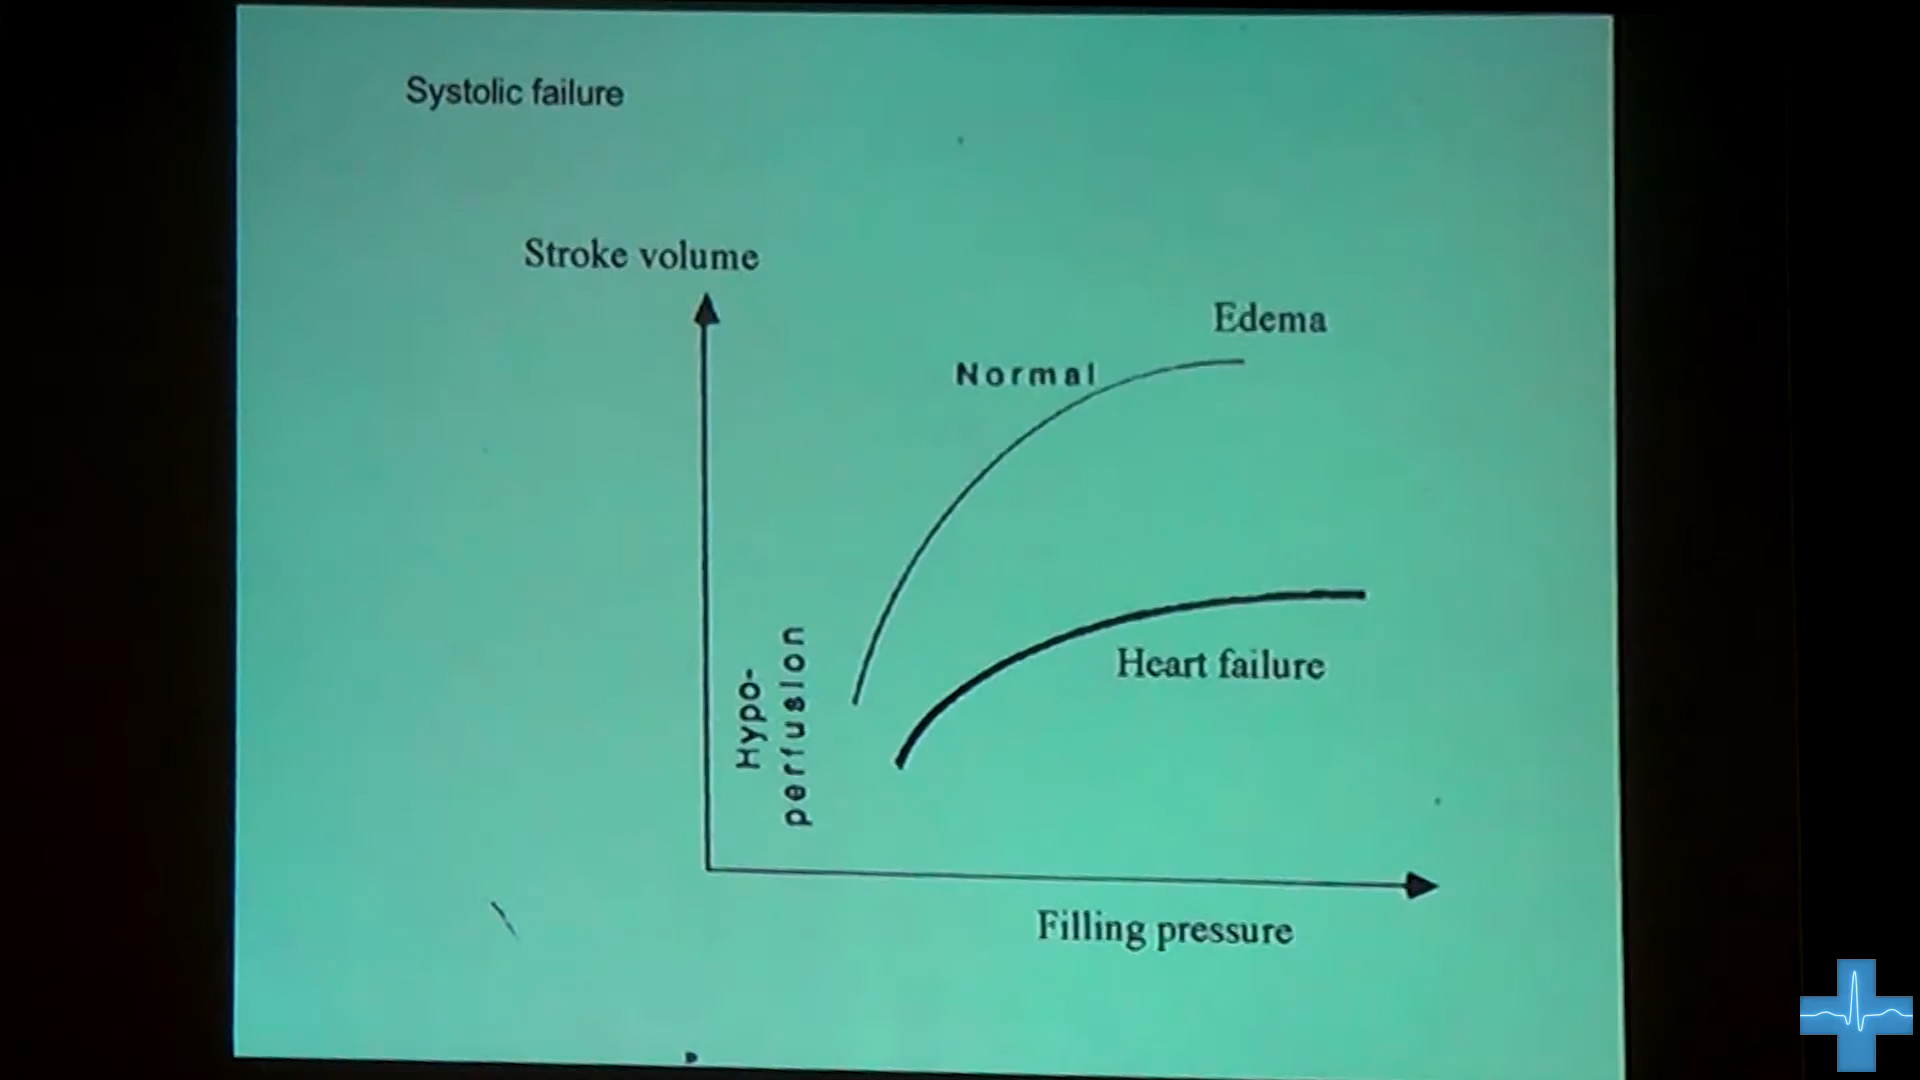 Systolic failure
Stroke volume
Edema
Normal
Hypo-
perfusion
Heart failure
Filling pressure